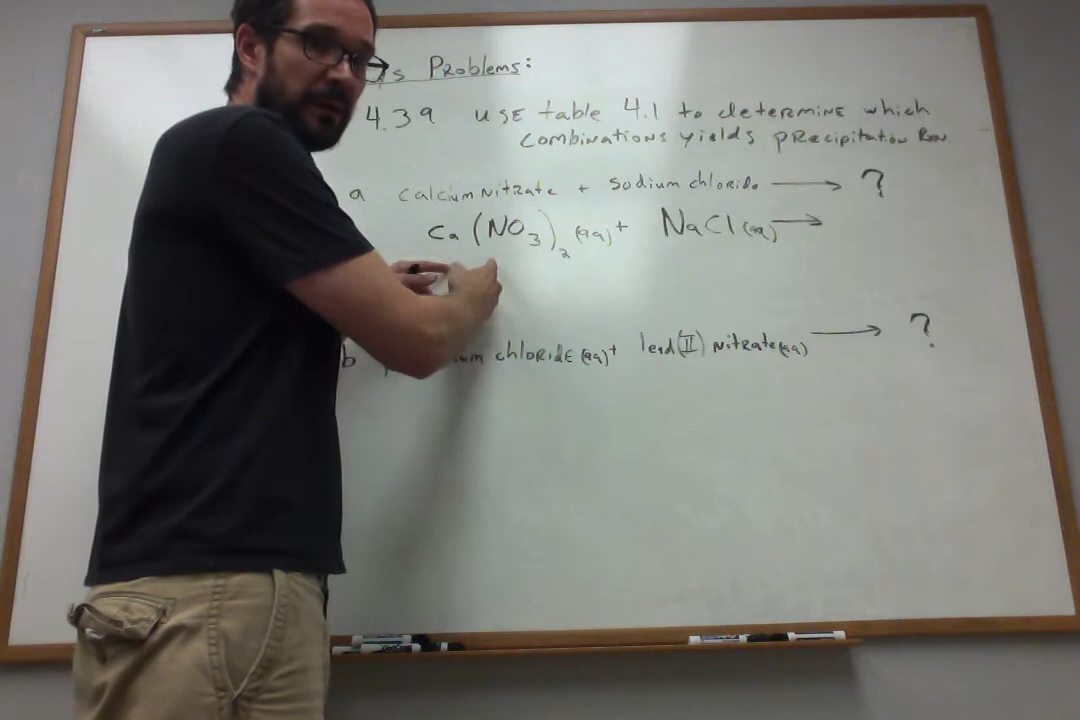 Problems:
4.39 USE table 4.1 to determine which
combinations yields precipitation Rxn.
a calcium nitrate + sodium chloride → ?
Ca(NO3)2(aq) + NaCl(aq) →
b chloride(aq) + lead(II) nitrate(aq) → ?